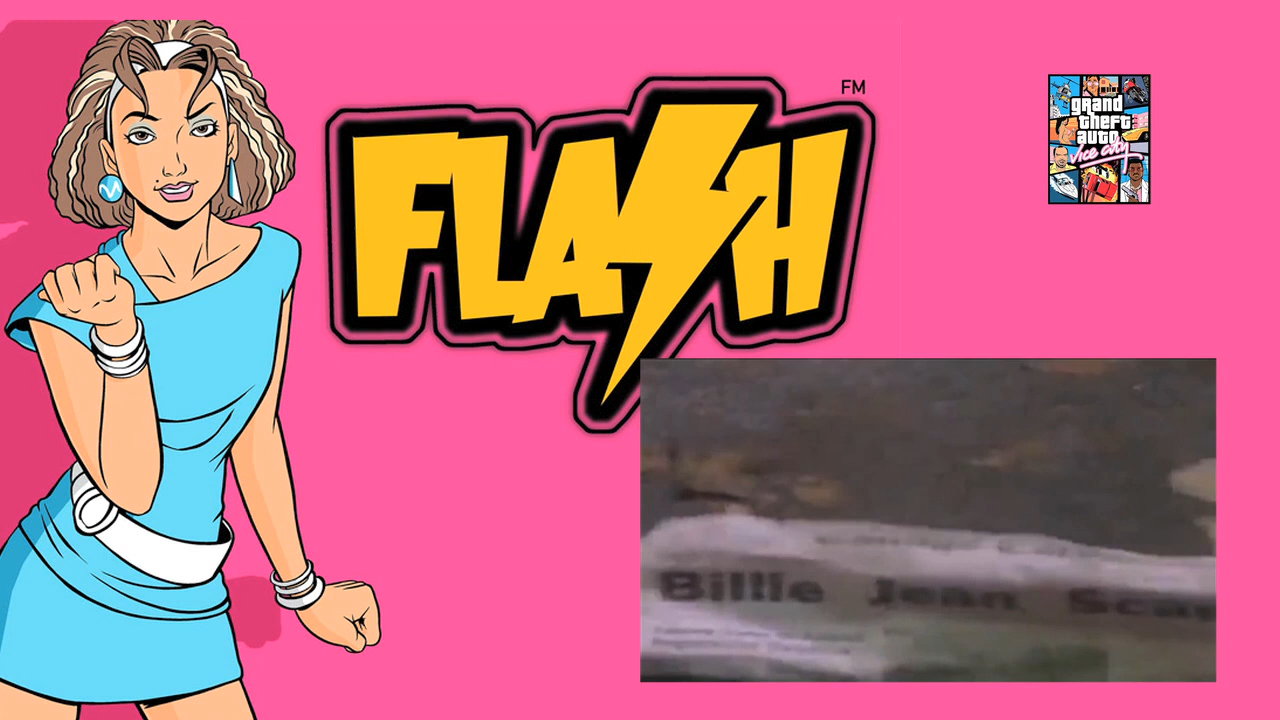 FLASH
FM
grand
theft
auto
vice city
Billie Jean